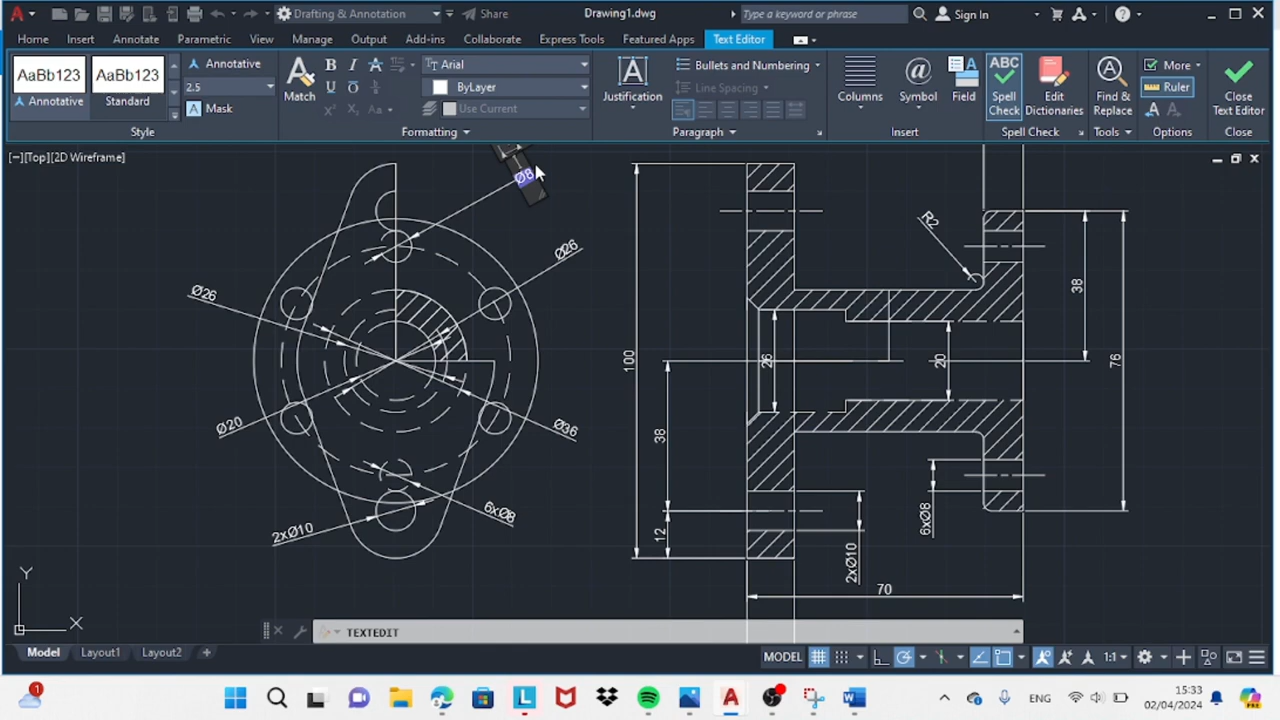 Drafting & Annotation
Share
Drawing1.dwg
Type a keyword or phrase
Sign In
Home
Insert
Annotate
Parametric
View
Manage
Output
Add-ins
Collaborate
Express Tools
Featured Apps
Text Editor
AaBb123
AaBb123
Annotative
Standard
Annotative
2.5
Mask
Style
Match
Arial
ByLayer
Use Current
Formatting
Justification
Bullets and Numbering
Line Spacing
Paragraph
Columns
Symbol
Field
Insert
ABC
Spell
Check
Edit
Dictionaries
Spell Check
Find &
Replace
Tools
More
Ruler
Options
Close
Text Editor
Close
[−][Top][2D Wireframe]
Ø8
Ø26
Ø26
Ø20
Ø36
6xØ8
2xØ10
100
38
12
26
20
R2
38
76
6xØ8
2xØ10
70
Y
X
TEXTEDIT
Model
Layout1
Layout2
MODEL
1:1
1
ENG
15:33
02/04/2024